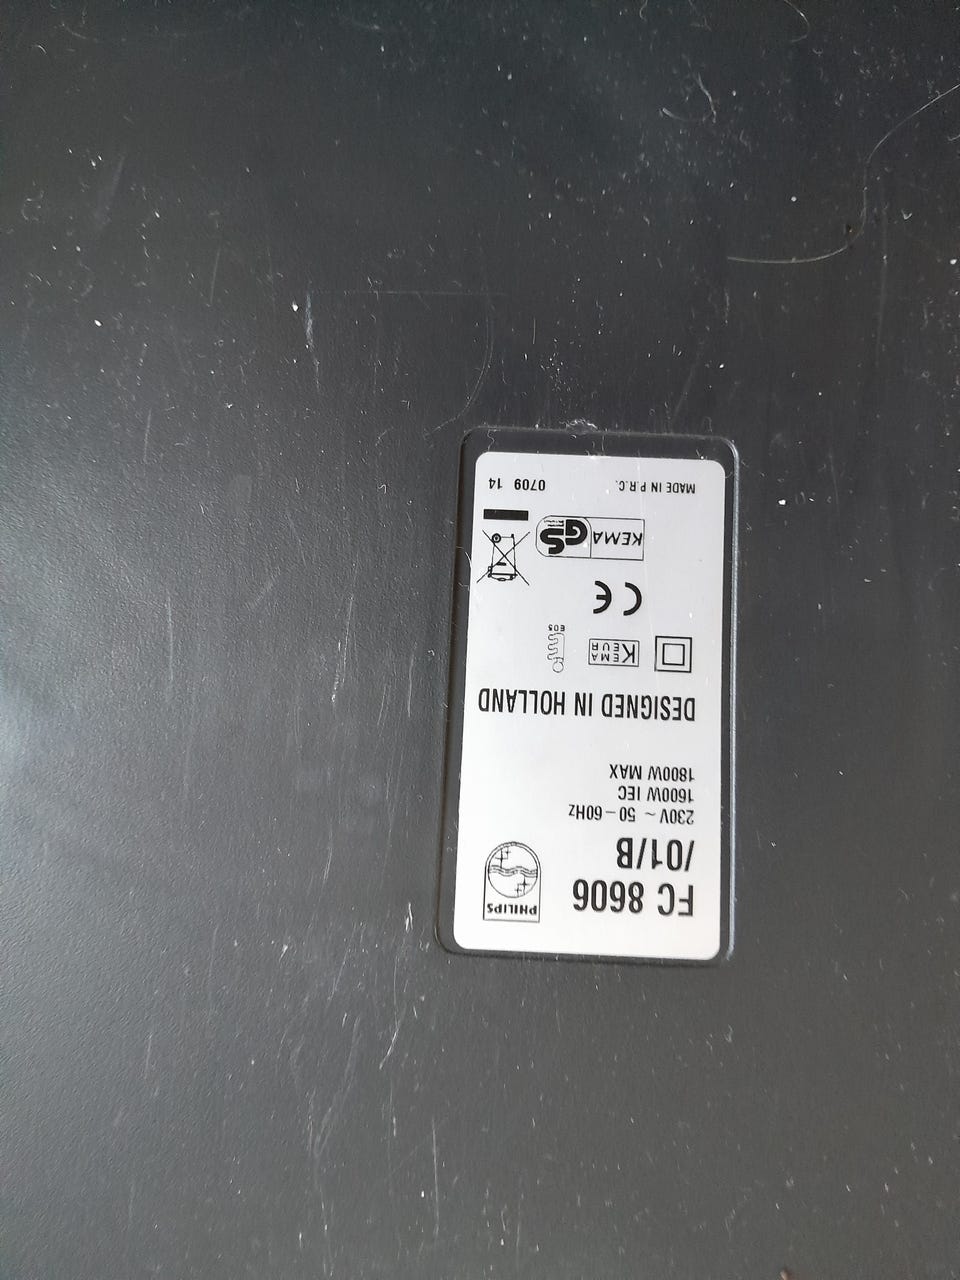 PHILIPS
FC 8606
/01/B
230V ~ 50-60Hz
1600W IEC
1800W MAX
DESIGNED IN HOLLAND
KEMA KEUR
E05
CE
KEMA GS
MADE IN P.R.C. 0709 14